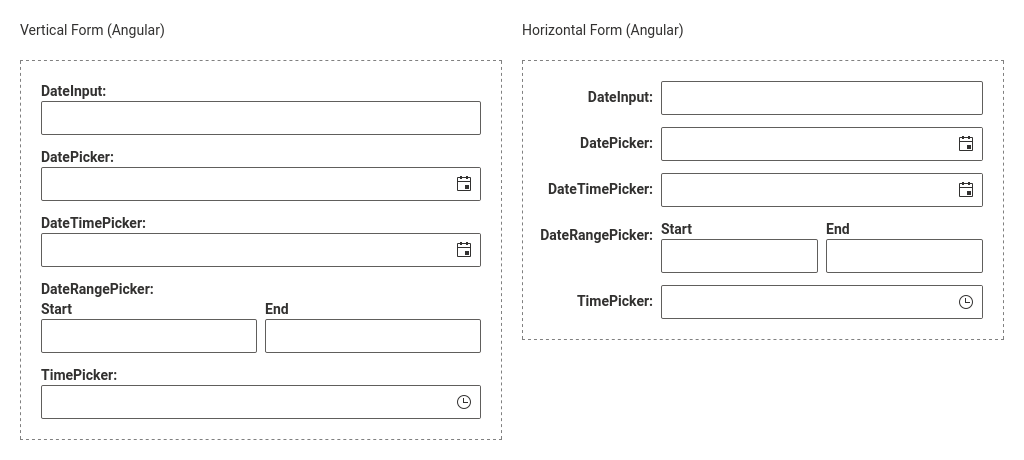 Vertical Form (Angular)
DateInput:
DatePicker:
DateTimePicker:
DateRangePicker:
Start End
TimePicker:
Horizontal Form (Angular)
DateInput:
DatePicker:
DateTimePicker:
DateRangePicker: Start End
TimePicker: